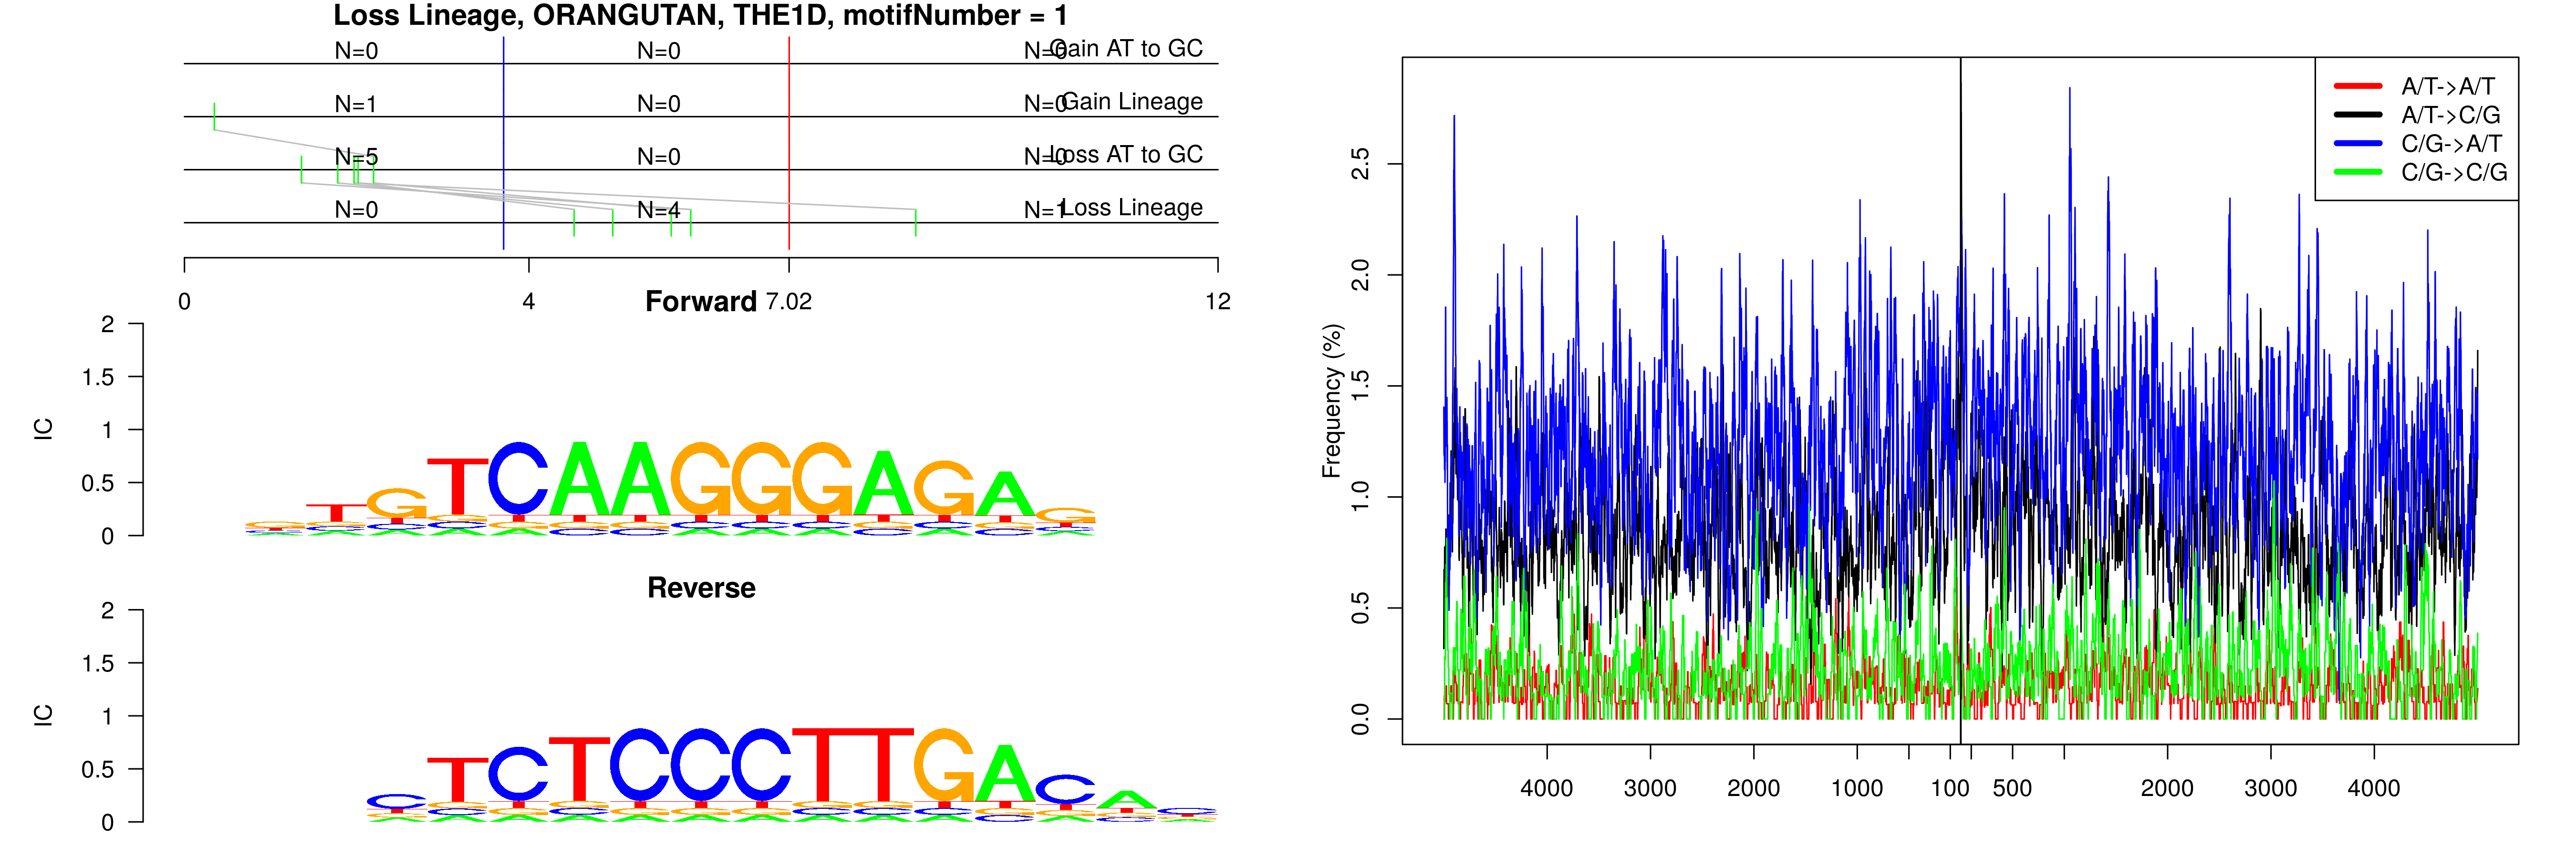 Loss Lineage, ORANGUTAN, THE1D, motifNumber = 1
N=0 N=0 N=0 Gain AT to GC
N=1 N=0 N=0 Gain Lineage
N=5 N=0 N=0 Loss AT to GC
N=0 N=4 N=1 Loss Lineage
0 4 7.02 12
Forward
IC
2
1.5
1
0.5
0
TGTCAAGGGAGAG
Reverse
IC
2
1.5
1
0.5
0
CTCTCCCTTGACA
Frequency (%)
2.5
2.0
1.5
1.0
0.5
0.0
A/T->A/T
A/T->C/G
C/G->A/T
C/G->C/G
4000 3000 2000 1000 100 500 2000 3000 4000